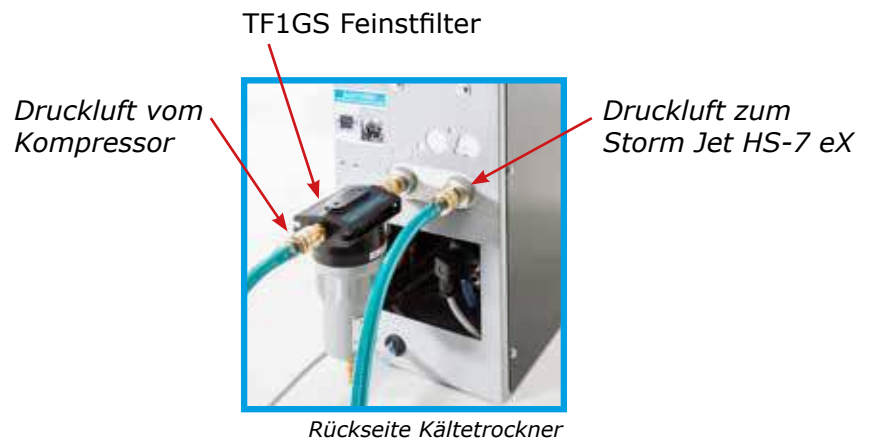 TF1GS Feinstfilter
Druckluft vom
Kompressor
Druckluft zum
Storm Jet HS-7 eX
Rückseite Kältetrockner